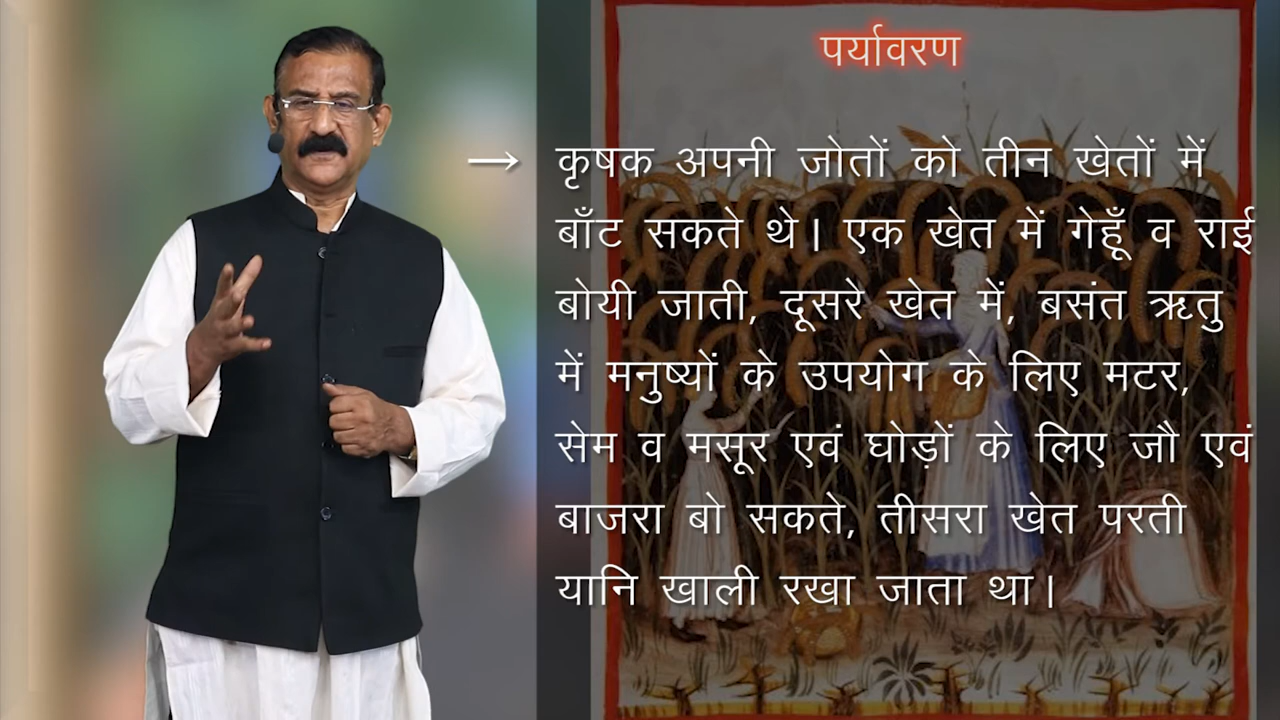 पर्यावरण
→ कृषक अपनी जोतों को तीन खेतों में
बाँट सकते थे। एक खेत में गेहूँ व राई
बोयी जाती, दूसरे खेत में, बसंत ऋतु
में मनुष्यों के उपयोग के लिए मटर,
सेम व मसूर एवं घोड़ों के लिए जौ एवं
बाजरा बो सकते, तीसरा खेत परती
यानि खाली रखा जाता था।